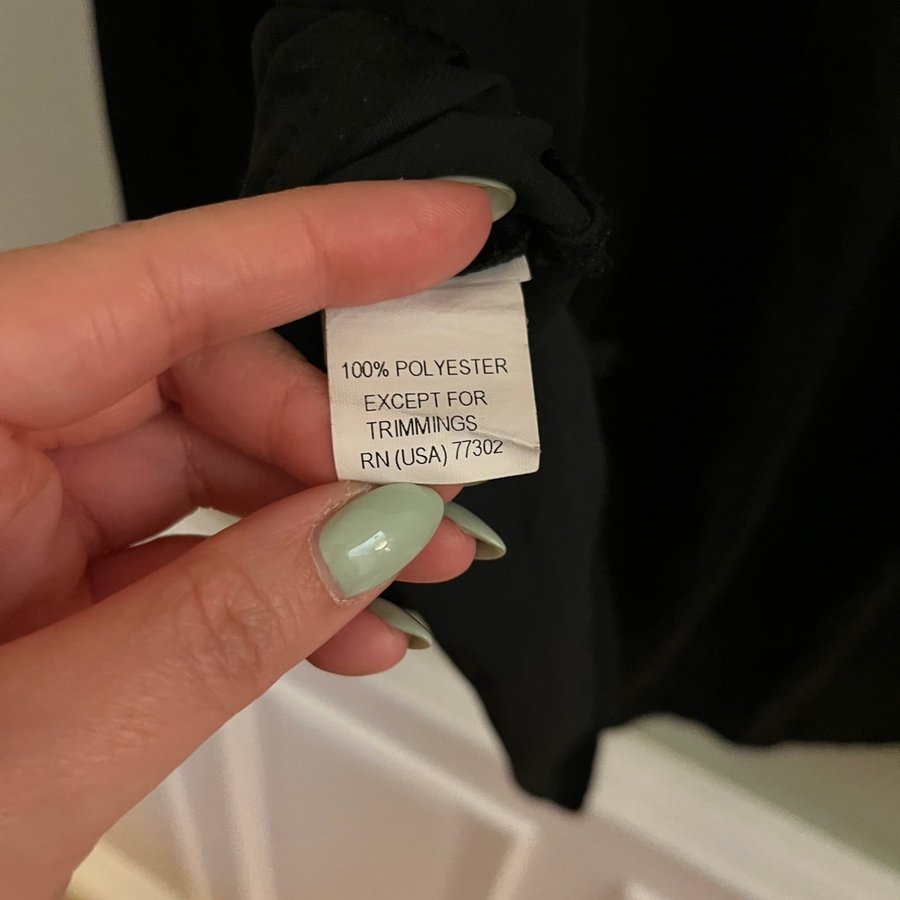 100% POLYESTER
EXCEPT FOR
TRIMMINGS
RN (USA) 77302